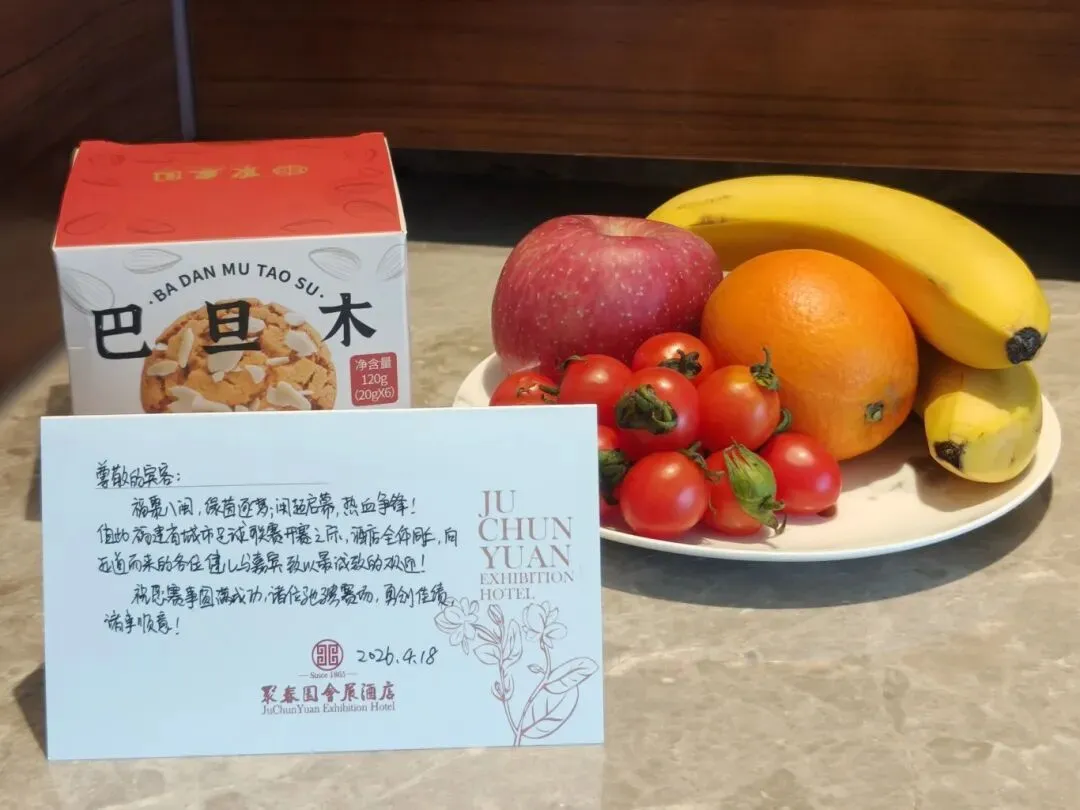 聚春园
·BA DAN MU TAO SU·
巴旦木
净含量
120g
(20gX6)
尊敬的宾客：
福聚八闽，绿茵逐梦；闽超启幕，热血争锋！
值此福建省城市足球联赛开赛之际，酒店全体同仁，向
远道而来的各位健儿与嘉宾致以最诚挚的欢迎！
祝愿赛事圆满成功，诸位驰骋赛场，勇创佳绩，
诸事顺意！
2026.4.18
Since 1865
聚春园會展酒店
JuChunYuan Exhibition Hotel
JU
CHUN
YUAN
EXHIBITION
HOTEL